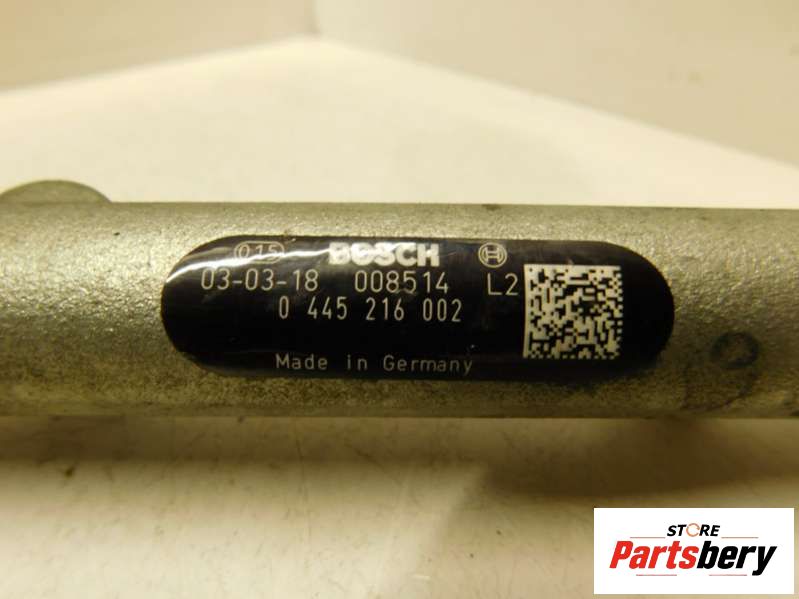 015 BOSCH
03-03-18 008514 L2
0 445 216 002
Made in Germany
STORE
Partsbery